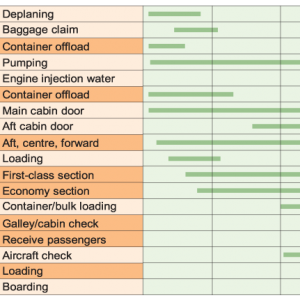 Deplaning
Baggage claim
Container offload
Pumping
Engine injection water
Container offload
Main cabin door
Aft cabin door
Aft, centre, forward
Loading
First-class section
Economy section
Container/bulk loading
Galley/cabin check
Receive passengers
Aircraft check
Loading
Boarding